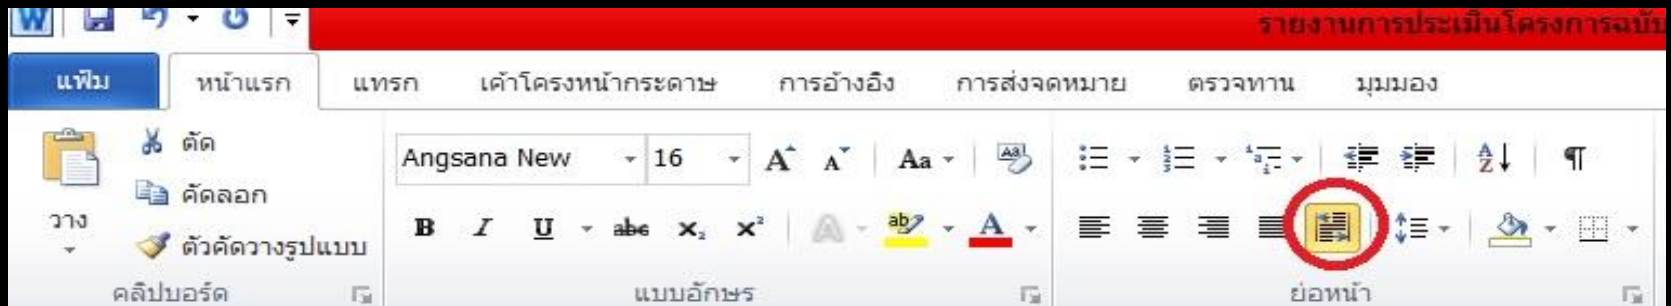 รายงานการประเมินโครงการฉบับ
แฟ้ม หน้าแรก แทรก เค้าโครงหน้ากระดาษ การอ้างอิง การส่งจดหมาย ตรวจทาน มุมมอง
ตัด
Angsana New 16 A A Aa
คัดลอก
วาง
ตัวคัดวางรูปแบบ
B I U abc x₂ x² A ab A
คลิปบอร์ด แบบอักษร ย่อหน้า